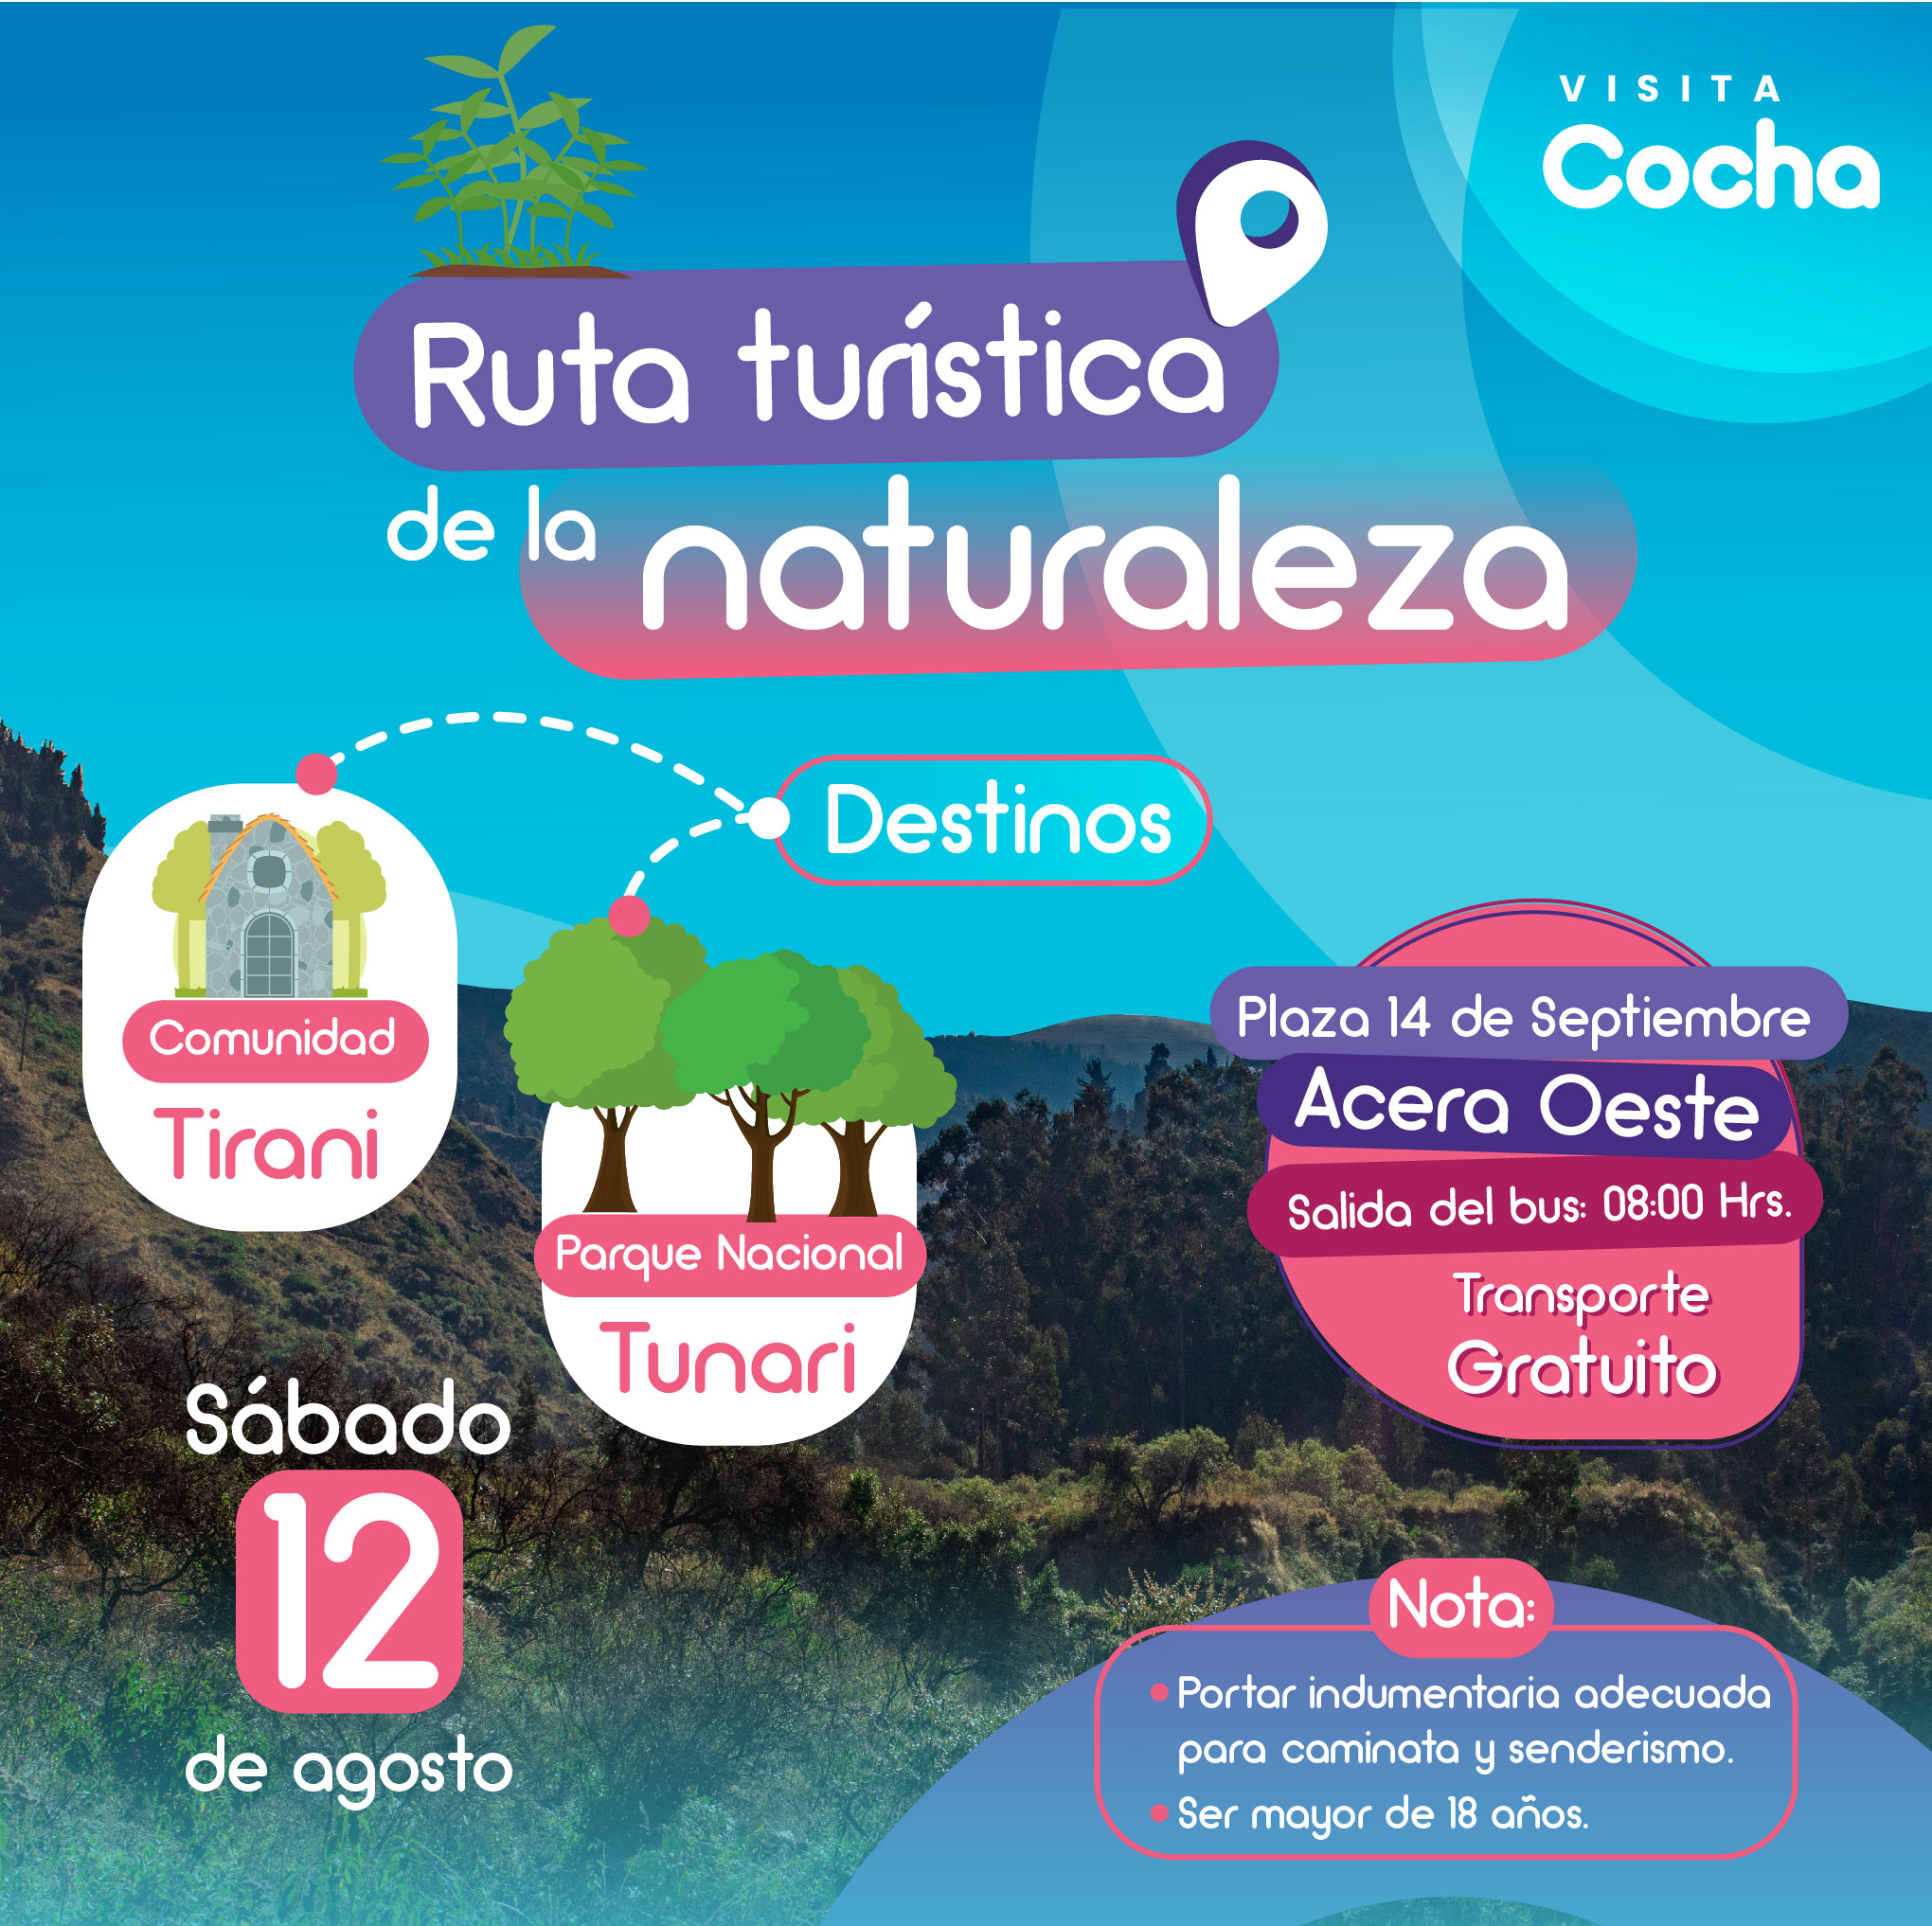 VISITA
Cocha
Ruta turística
de la naturaleza
Destinos
Comunidad
Tirani
Parque Nacional
Tunari
Plaza 14 de Septiembre
Acera Oeste
Salida del bus: 08:00 Hrs.
Transporte
Gratuito
Sábado
12
de agosto
Nota:
• Portar indumentaria adecuada
para caminata y senderismo.
• Ser mayor de 18 años.